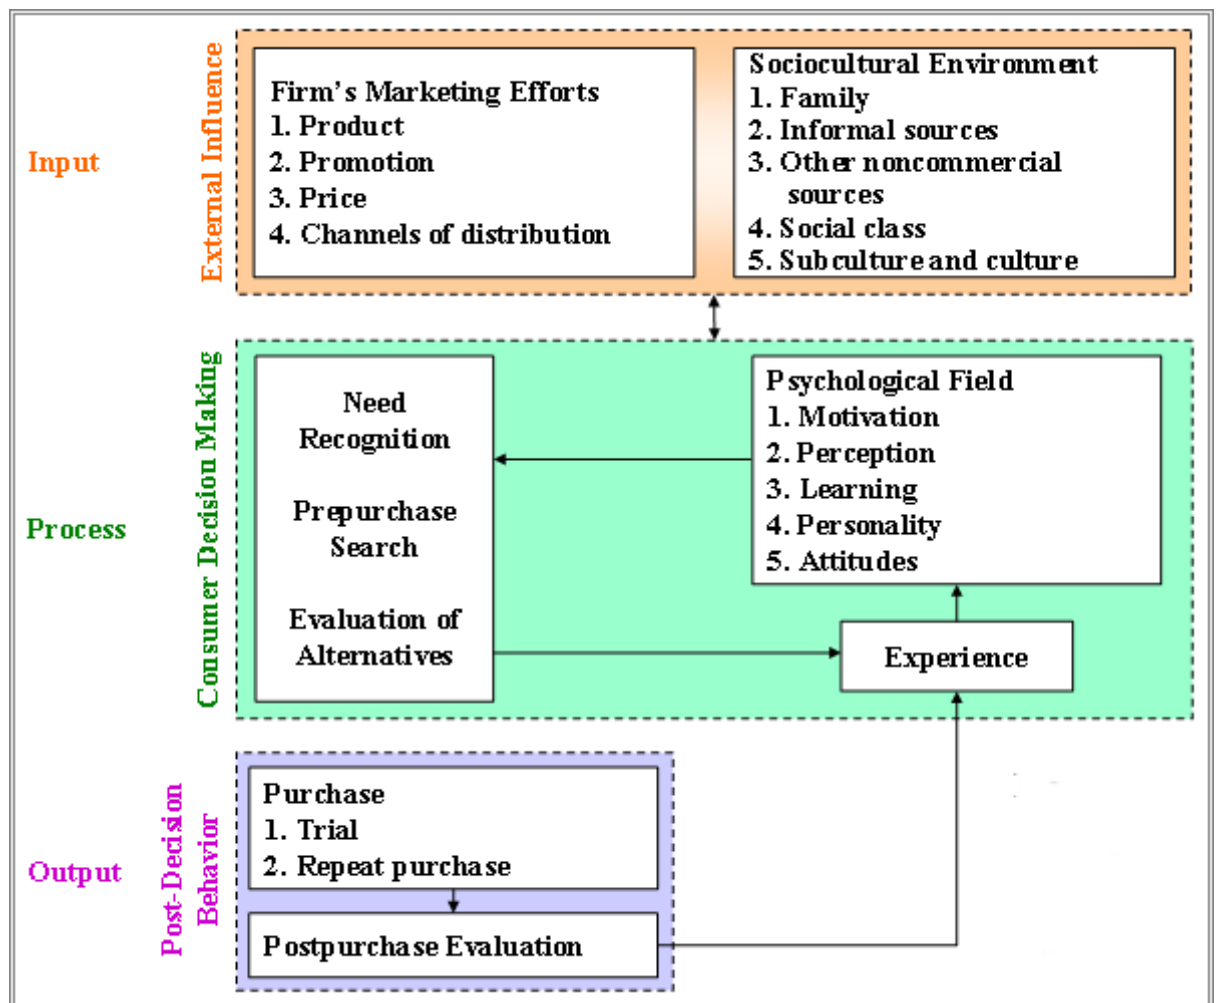 Input
External Influence
Firm's Marketing Efforts
1. Product
2. Promotion
3. Price
4. Channels of distribution
Sociocultural Environment
1. Family
2. Informal sources
3. Other noncommercial
sources
4. Social class
5. Subculture and culture
Process
Consumer Decision Making
Need
Recognition
Prepurchase
Search
Evaluation of
Alternatives
Psychological Field
1. Motivation
2. Perception
3. Learning
4. Personality
5. Attitudes
Experience
Output
Post-Decision
Behavior
Purchase
1. Trial
2. Repeat purchase
Postpurchase Evaluation